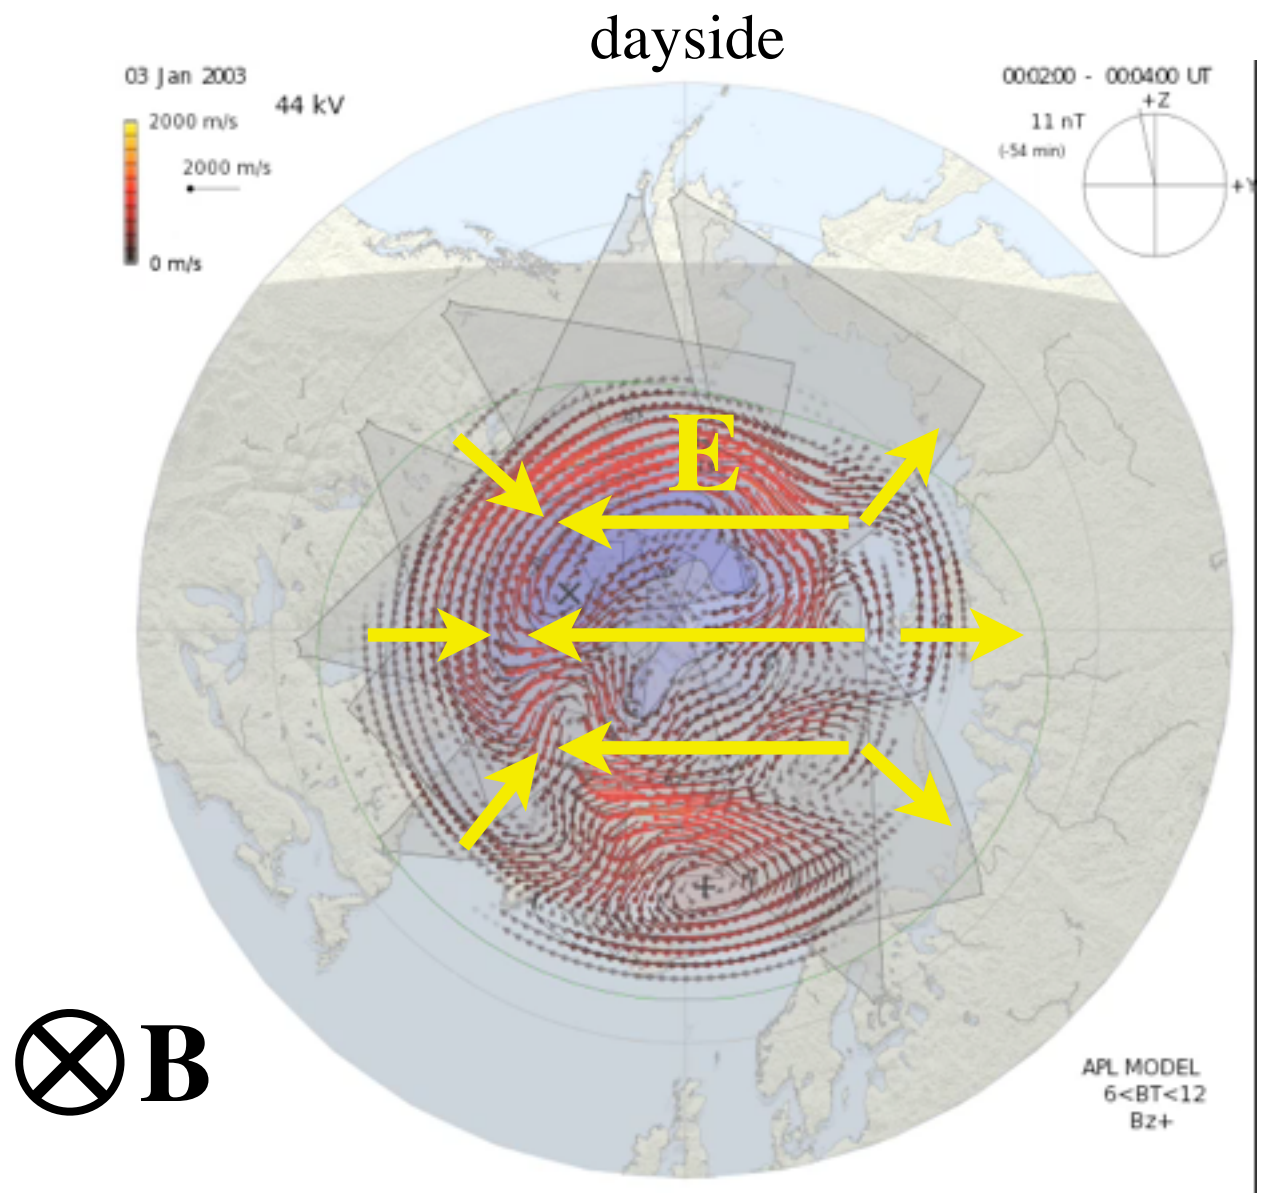 dayside
03 Jan 2003
00:02:00 - 00:04:00 UT
44 kV
2000 m/s
2000 m/s
0 m/s
+Z
11 nT
(-54 min)
+Y
E
B
APL MODEL
6<BT<12
Bz+